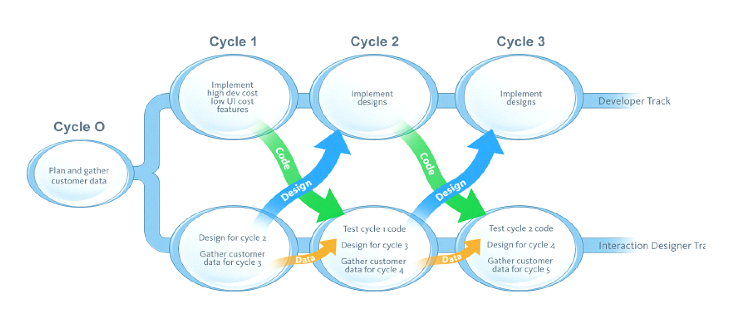 Cycle 1
Cycle 2
Cycle 3
Implement
high dev cost
low UI cost
features
Implement
designs
Implement
designs
Developer Track
Cycle O
Plan and gather
customer data
Code
Code
Design
Design
Design for cycle 2
Gather customer
data for cycle 3
Data
Test cycle 1 code
Design for cycle 3
Gather customer
data for cycle 4
Data
Test cycle 2 code
Design for cycle 4
Gather customer
data for cycle 5
Interaction Designer Tra